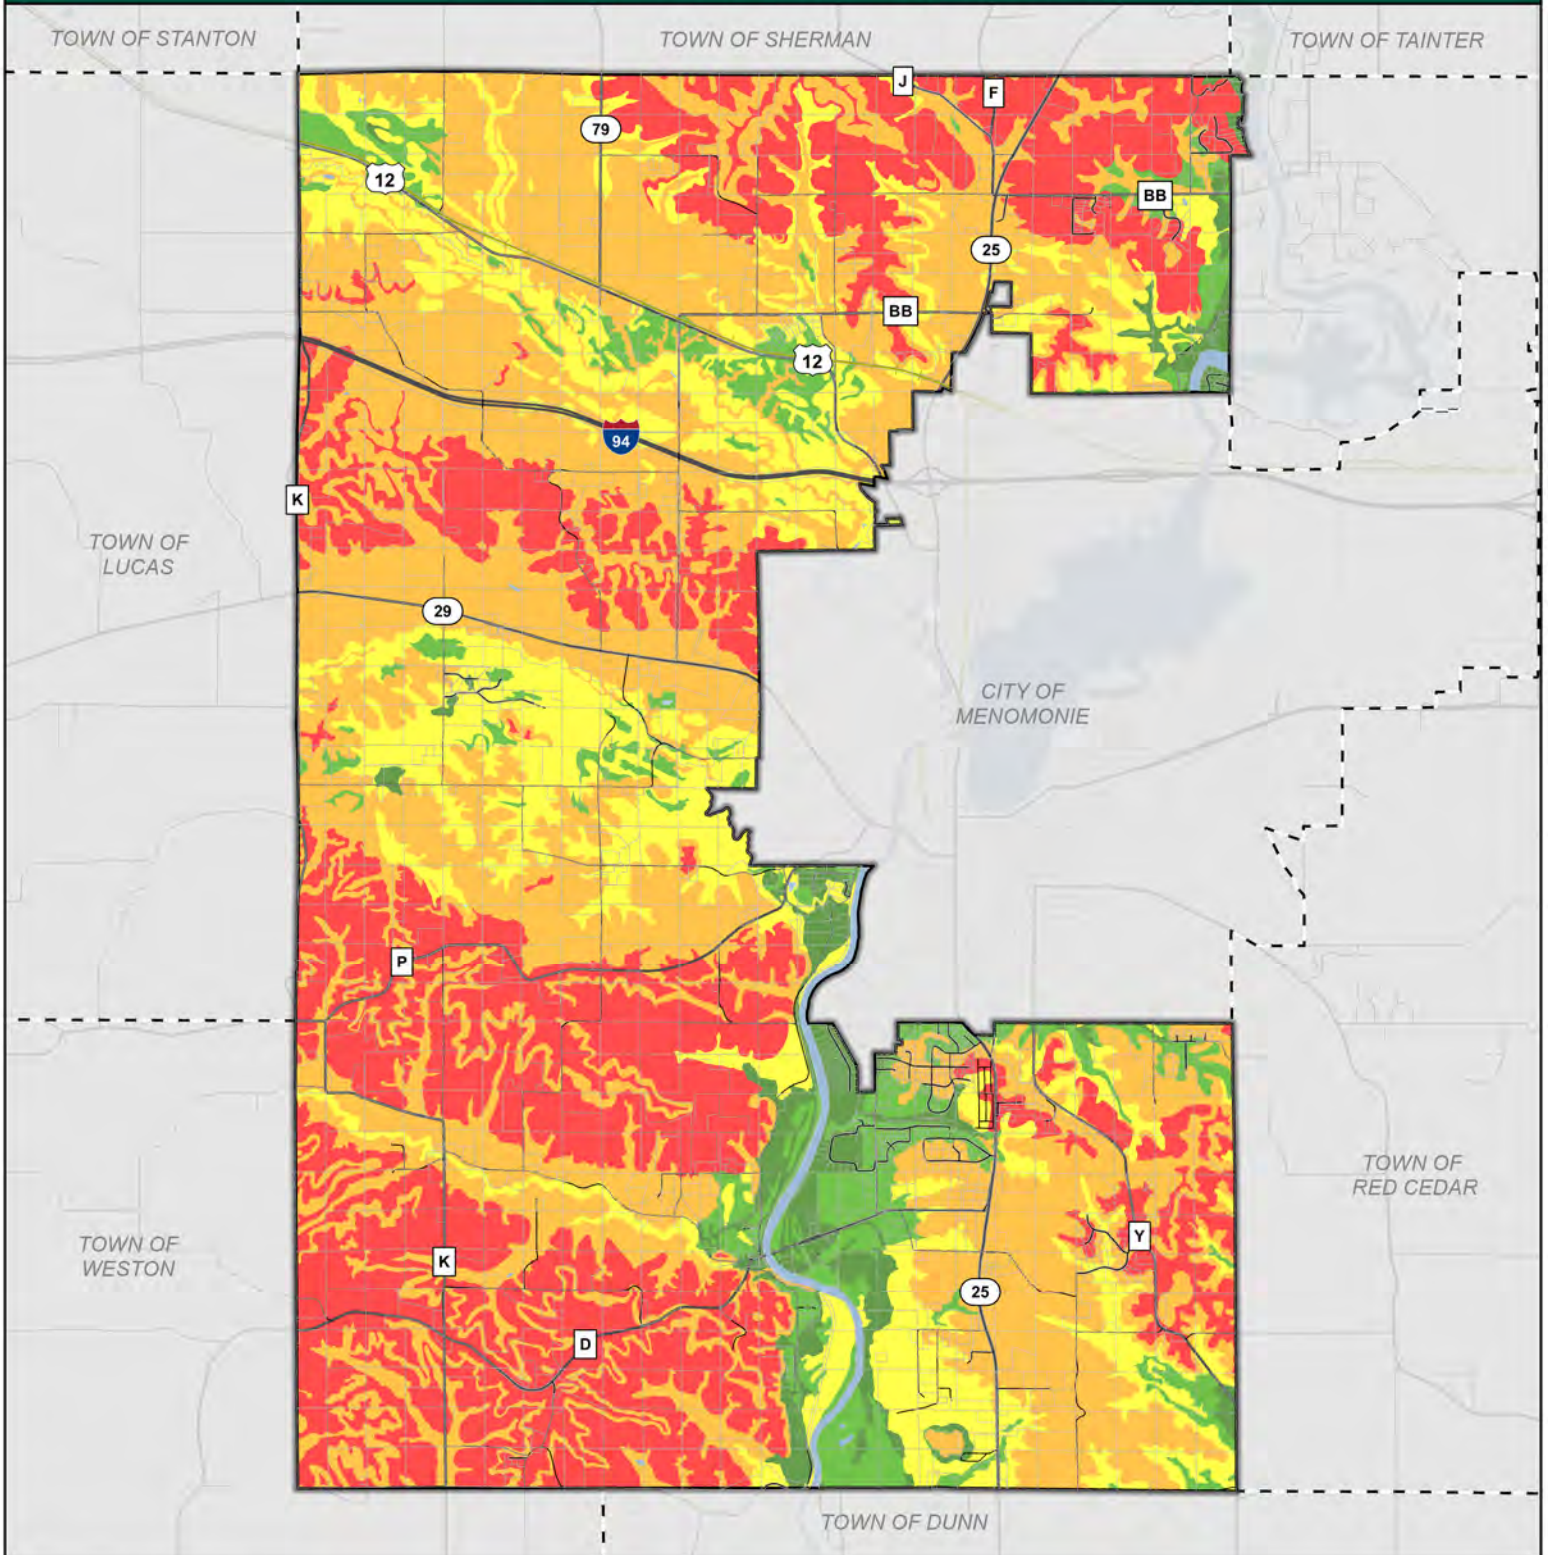 TOWN OF STANTON
TOWN OF SHERMAN
TOWN OF TAINTER
J
F
79
12
BB
25
BB
12
94
K
TOWN OF
LUCAS
29
CITY OF
MENOMONIE
P
TOWN OF
RED CEDAR
Y
TOWN OF
WESTON
K
25
D
TOWN OF DUNN